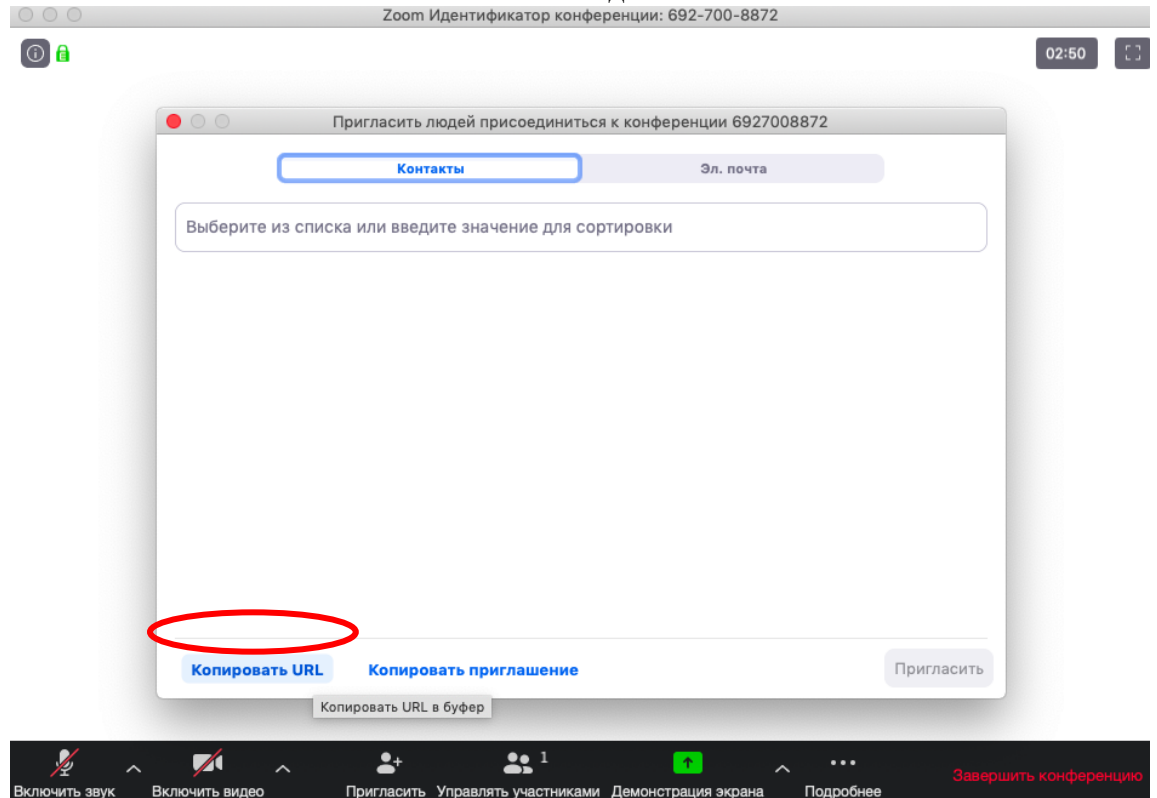 Zoom Идентификатор конференции: 692-700-8872
02:50
Пригласить людей присоединиться к конференции 6927008872
Контакты
Эл. почта
Выберите из списка или введите значение для сортировки
Копировать URL
Копировать приглашение
Пригласить
Копировать URL в буфер
1
Включить звук
Включить видео
Пригласить
Управлять участниками
Демонстрация экрана
Подробнее
Завершить конференцию